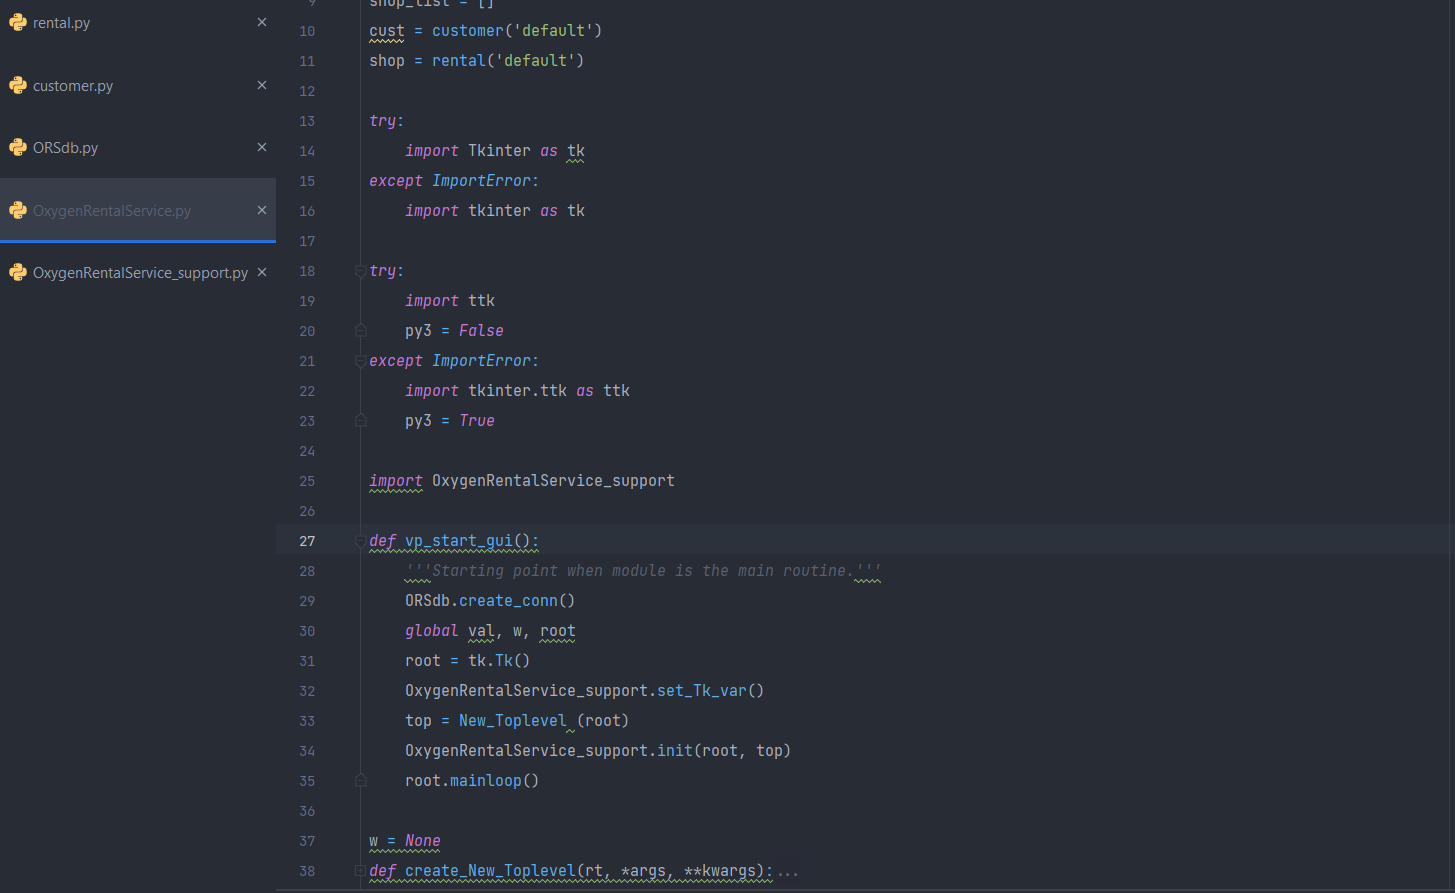 rental.py
customer.py
ORSdb.py
OxygenRentalService.py
OxygenRentalService_support.py
9 shop_list = []
10 cust = customer('default')
11 shop = rental('default')
12
13 try:
14     import Tkinter as tk
15 except ImportError:
16     import tkinter as tk
17
18 try:
19     import ttk
20     py3 = False
21 except ImportError:
22     import tkinter.ttk as ttk
23     py3 = True
24
25 import OxygenRentalService_support
26
27 def vp_start_gui():
28     '''Starting point when module is the main routine.'''
29     ORSdb.create_conn()
30     global val, w, root
31     root = tk.Tk()
32     OxygenRentalService_support.set_Tk_var()
33     top = New_Toplevel (root)
34     OxygenRentalService_support.init(root, top)
35     root.mainloop()
36
37 w = None
38 def create_New_Toplevel(rt, *args, **kwargs):...